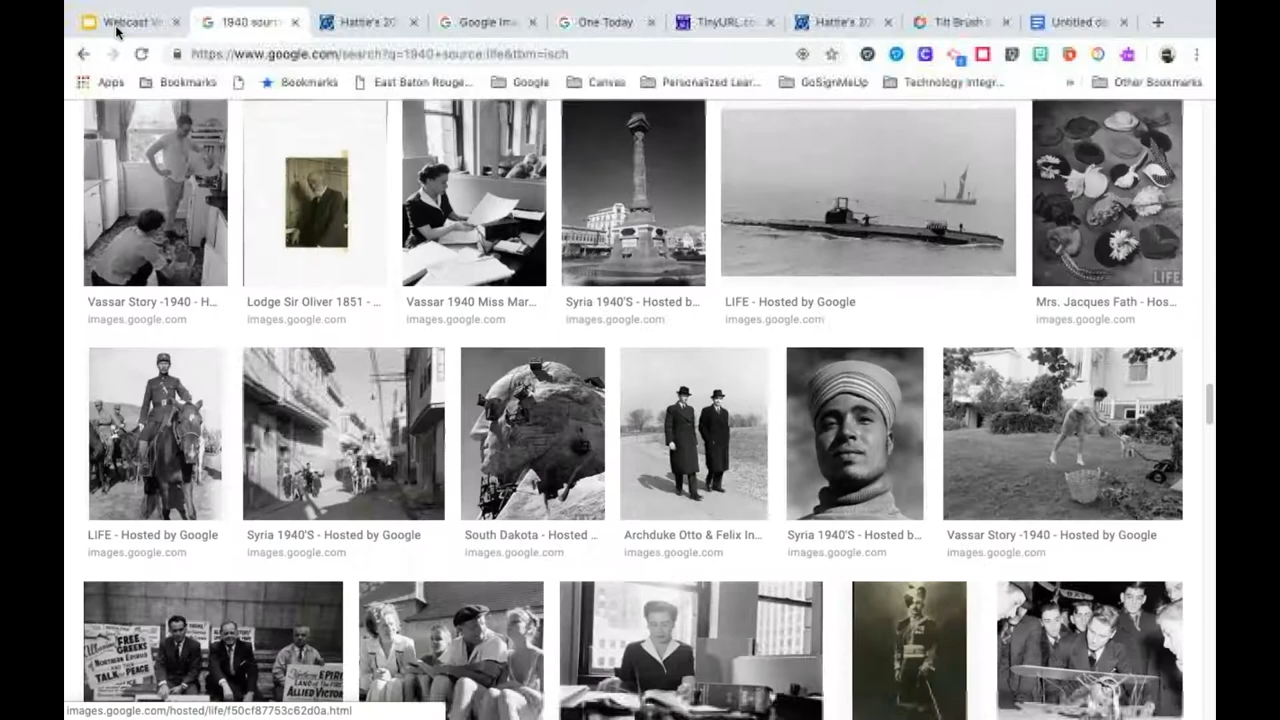 Webcast W
1940 sourc
Hattie's 20
Google Ima
One Today
TinyURL.co
Hattie's 20
Tilt Brush
Untitled do
https://www.google.com/search?q=1940+source:life&tbm=isch
Apps
Bookmarks
Bookmarks
East Baton Rouge...
Google
Canvas
Personalized Lear...
GoSignMeUp
Technology Integr...
»
Other Bookmarks
LIFE
Vassar Story -1940 - H...
Lodge Sir Oliver 1851 - ...
Vassar 1940 Miss Mar...
Syria 1940'S - Hosted b...
LIFE - Hosted by Google
Mrs. Jacques Fath - Hos...
images.google.com
images.google.com
images.google.com
images.google.com
images.google.com
images.google.com
LIFE - Hosted by Google
Syria 1940'S - Hosted by Google
South Dakota - Hosted ...
Archduke Otto & Felix In...
Syria 1940'S - Hosted b...
Vassar Story -1940 - Hosted by Google
images.google.com
images.google.com
images.google.com
images.google.com
images.google.com
images.google.com
FREE
GREEKS
NORTHERN EPIRUS
TALK OF PEACE
ALLIED VICTOR
images.google.com/hosted/life/f50cf87753c62d0a.html